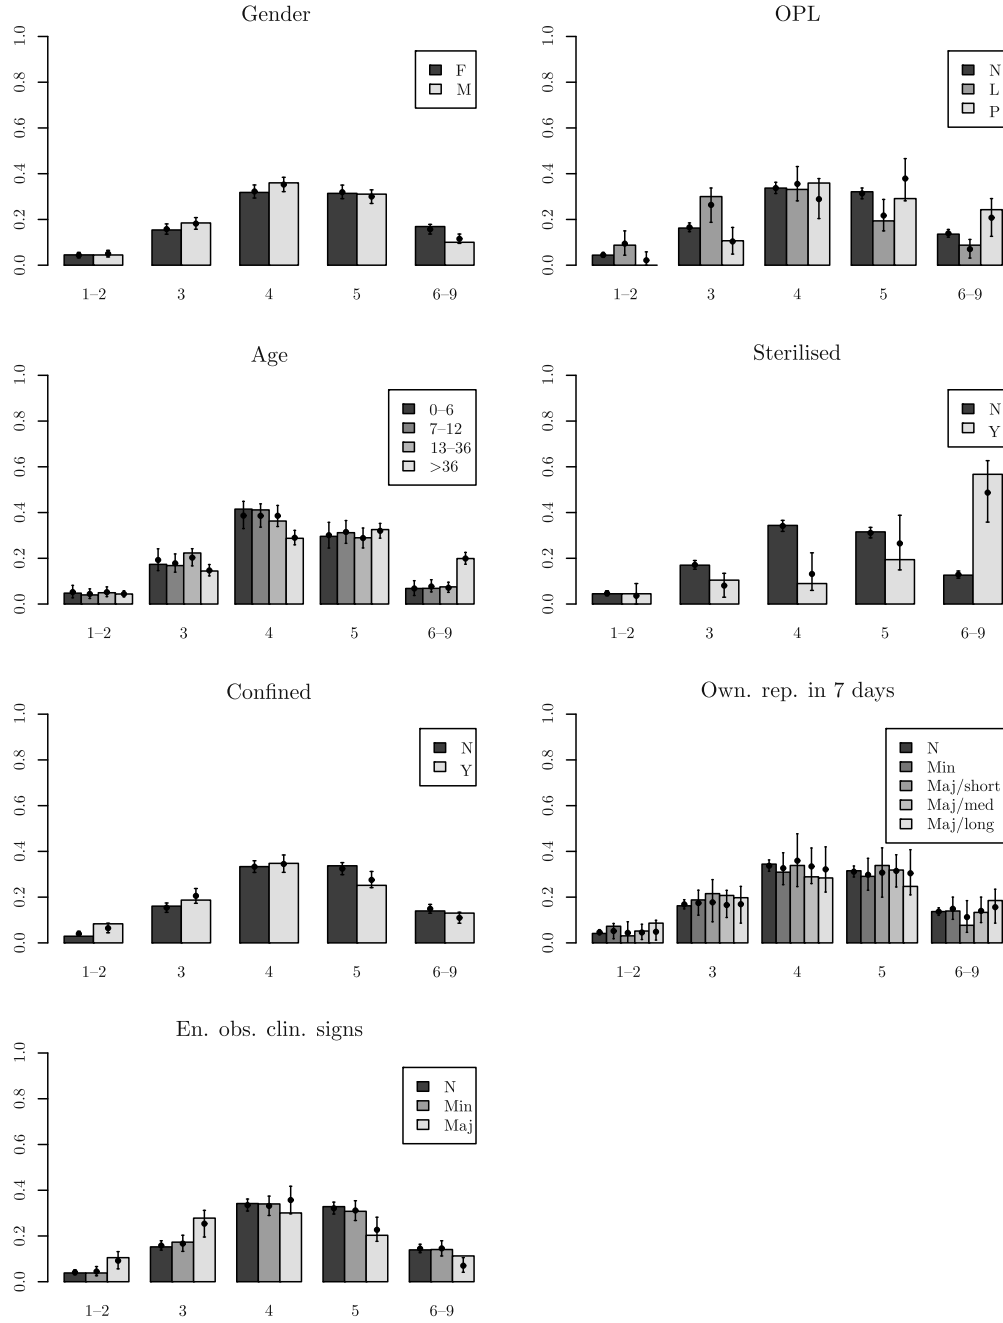 Gender
1.0
0.8
0.6
0.4
0.2
0.0
F
M
1–2 3 4 5 6–9
OPL
1.0
0.8
0.6
0.4
0.2
0.0
N
L
P
1–2 3 4 5 6–9
Age
1.0
0.8
0.6
0.4
0.2
0.0
0–6
7–12
13–36
>36
1–2 3 4 5 6–9
Sterilised
1.0
0.8
0.6
0.4
0.2
0.0
N
Y
1–2 3 4 5 6–9
Confined
1.0
0.8
0.6
0.4
0.2
0.0
N
Y
1–2 3 4 5 6–9
Own. rep. in 7 days
1.0
0.8
0.6
0.4
0.2
0.0
N
Min
Maj/short
Maj/med
Maj/long
1–2 3 4 5 6–9
En. obs. clin. signs
1.0
0.8
0.6
0.4
0.2
0.0
N
Min
Maj
1–2 3 4 5 6–9